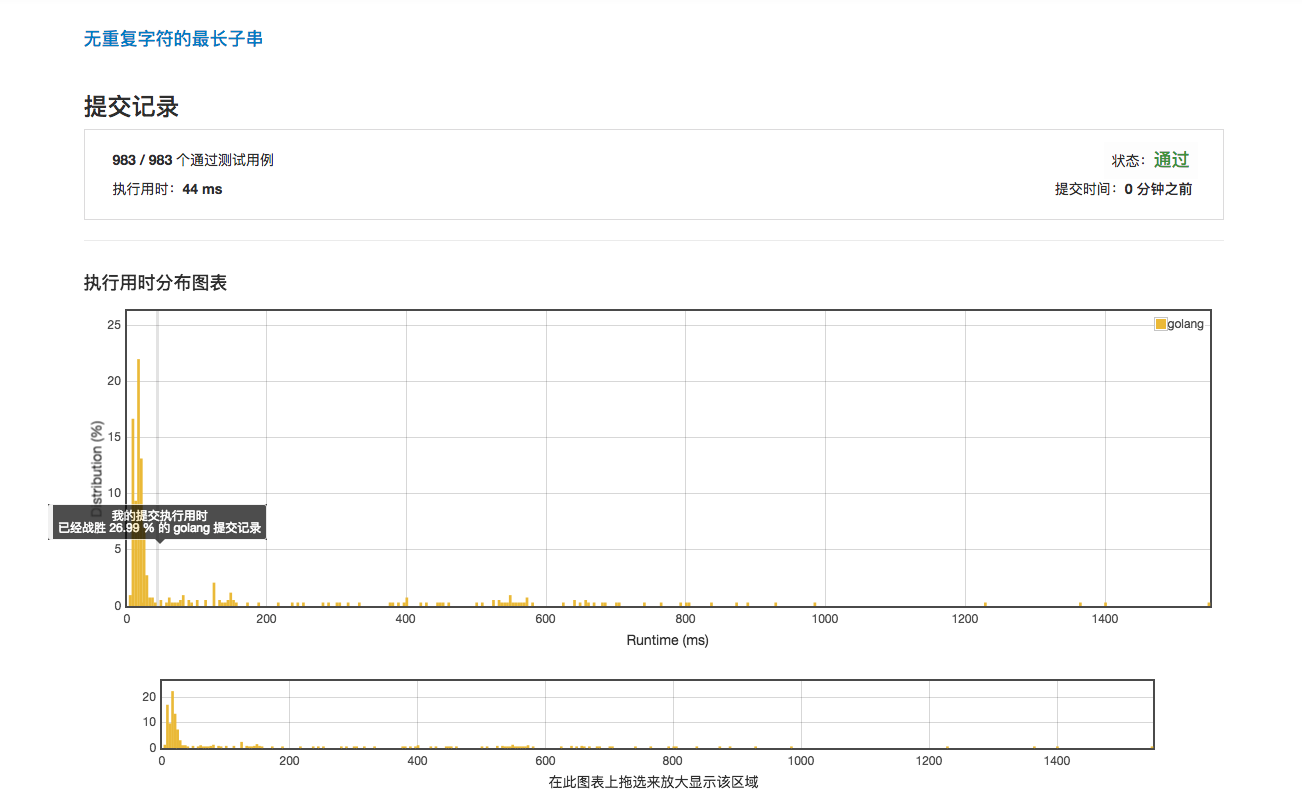 无重复字符的最长子串
提交记录
983 / 983 个通过测试用例
状态：通过
执行用时：44 ms
提交时间：0 分钟之前
执行用时分布图表
golang
25
20
15
10
5
0
Distribution (%)
我的提交执行用时
已经战胜 26.99 % 的 golang 提交记录
0 200 400 600 800 1000 1200 1400
Runtime (ms)
20
10
0
0 200 400 600 800 1000 1200 1400
在此图表上拖选来放大显示该区域